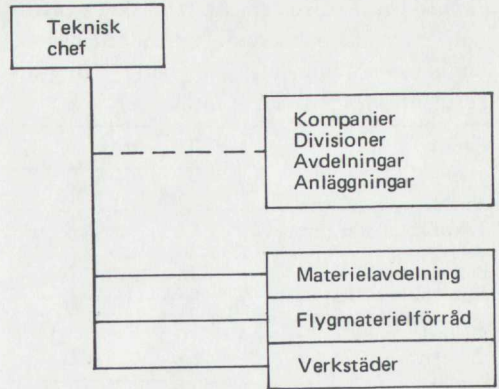 Teknisk
chef
Kompanier
Divisioner
Avdelningar
Anläggningar
Materielavdelning
Flygmaterielförråd
Verkstäder